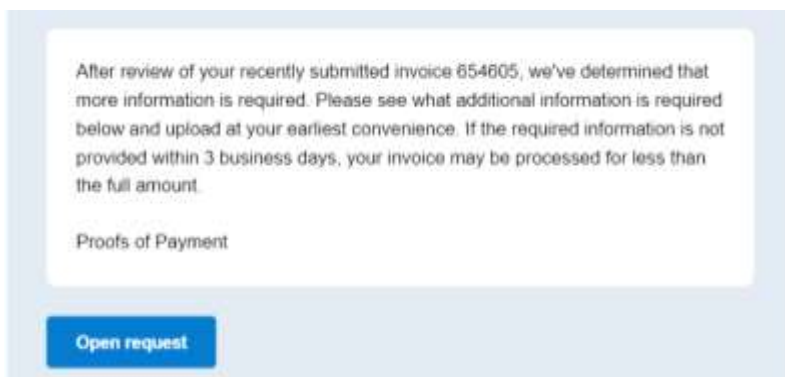 After review of your recently submitted invoice 654605, we've determined that
more information is required. Please see what additional information is required
below and upload at your earliest convenience. If the required information is not
provided within 3 business days, your invoice may be processed for less than
the full amount.
Proofs of Payment
Open request